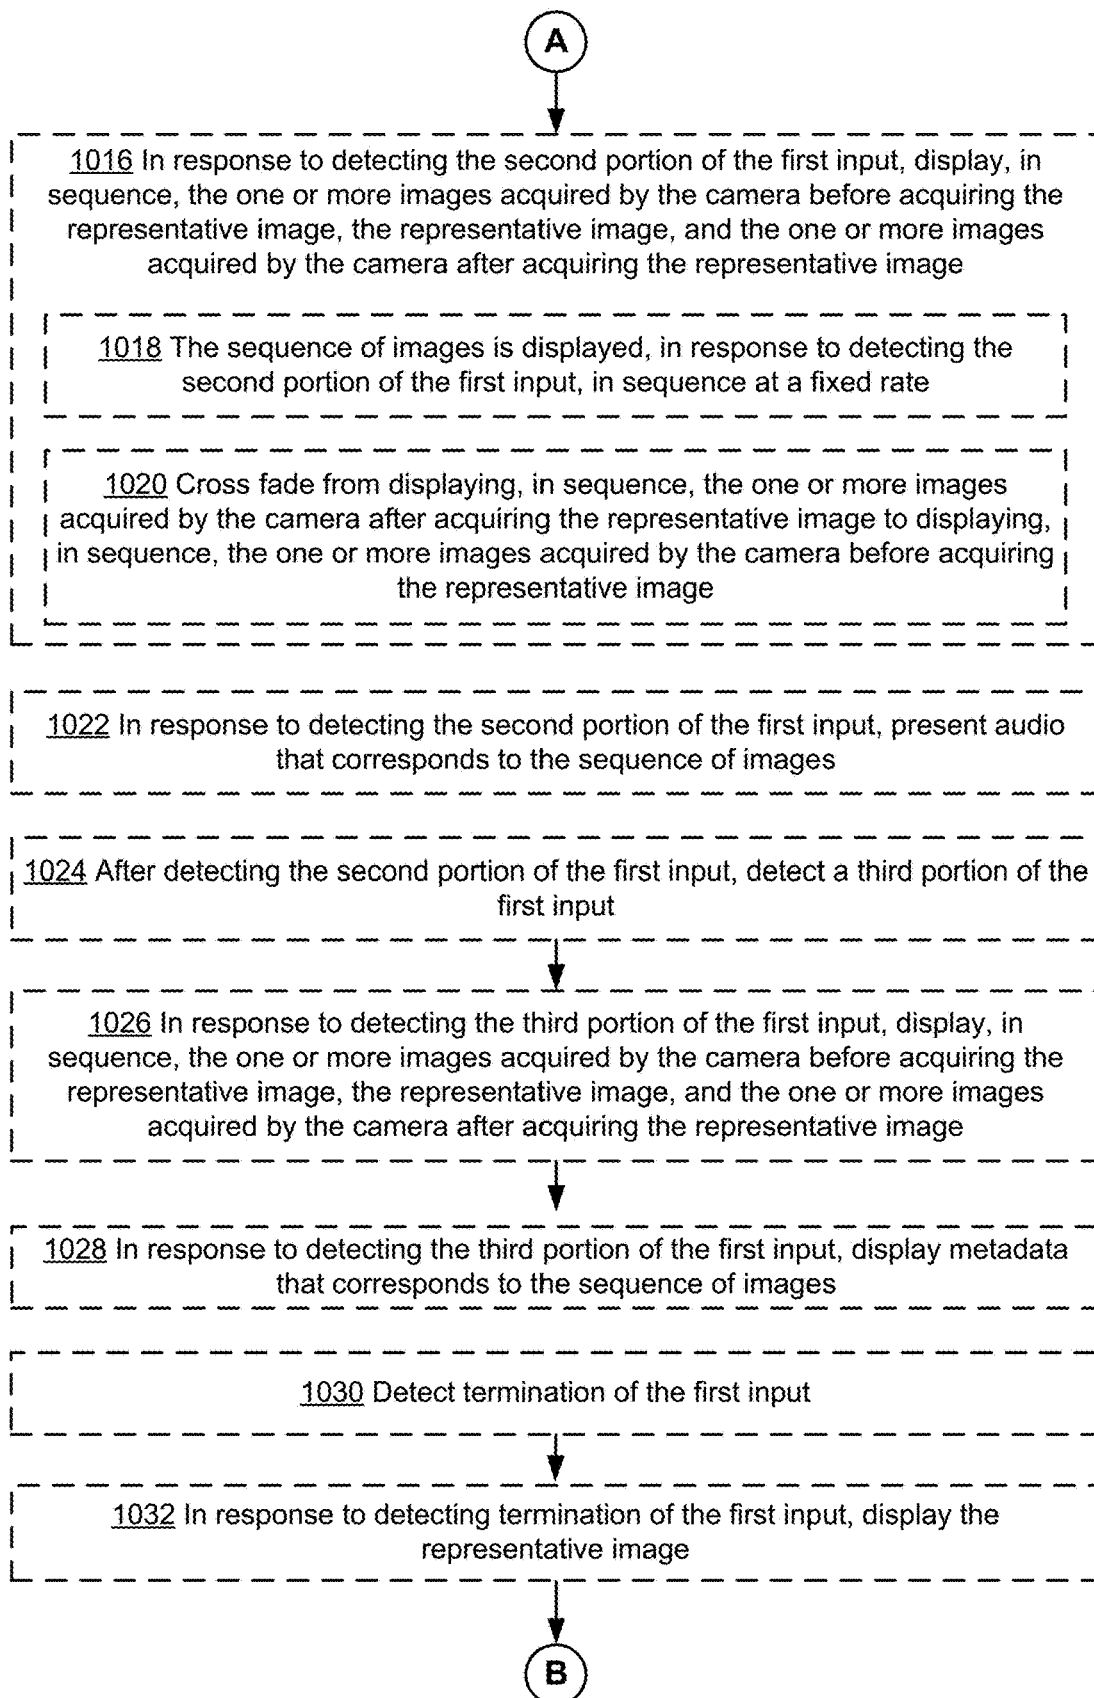 A
1016 In response to detecting the second portion of the first input, display, in
sequence, the one or more images acquired by the camera before acquiring the
representative image, the representative image, and the one or more images
acquired by the camera after acquiring the representative image
1018 The sequence of images is displayed, in response to detecting the
second portion of the first input, in sequence at a fixed rate
1020 Cross fade from displaying, in sequence, the one or more images
acquired by the camera after acquiring the representative image to displaying,
in sequence, the one or more images acquired by the camera before acquiring
the representative image
1022 In response to detecting the second portion of the first input, present audio
that corresponds to the sequence of images
1024 After detecting the second portion of the first input, detect a third portion of the
first input
1026 In response to detecting the third portion of the first input, display, in
sequence, the one or more images acquired by the camera before acquiring the
representative image, the representative image, and the one or more images
acquired by the camera after acquiring the representative image
1028 In response to detecting the third portion of the first input, display metadata
that corresponds to the sequence of images
1030 Detect termination of the first input
1032 In response to detecting termination of the first input, display the
representative image
B